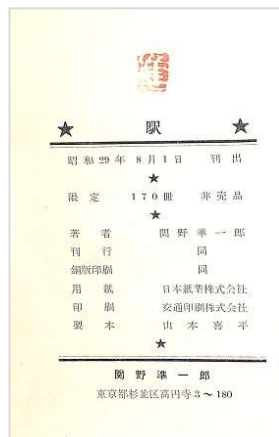 ★ 駅 ★
昭和29年8月1日 刊出
★
限定 170冊 非売品
★
著者 関野準一郎
刊行 同
銅版印刷 同
用紙 日本紙業株式会社
印刷 交通印刷株式会社
製本 山本喜平
★
関野準一郎
東京都杉並区高円寺3〜180